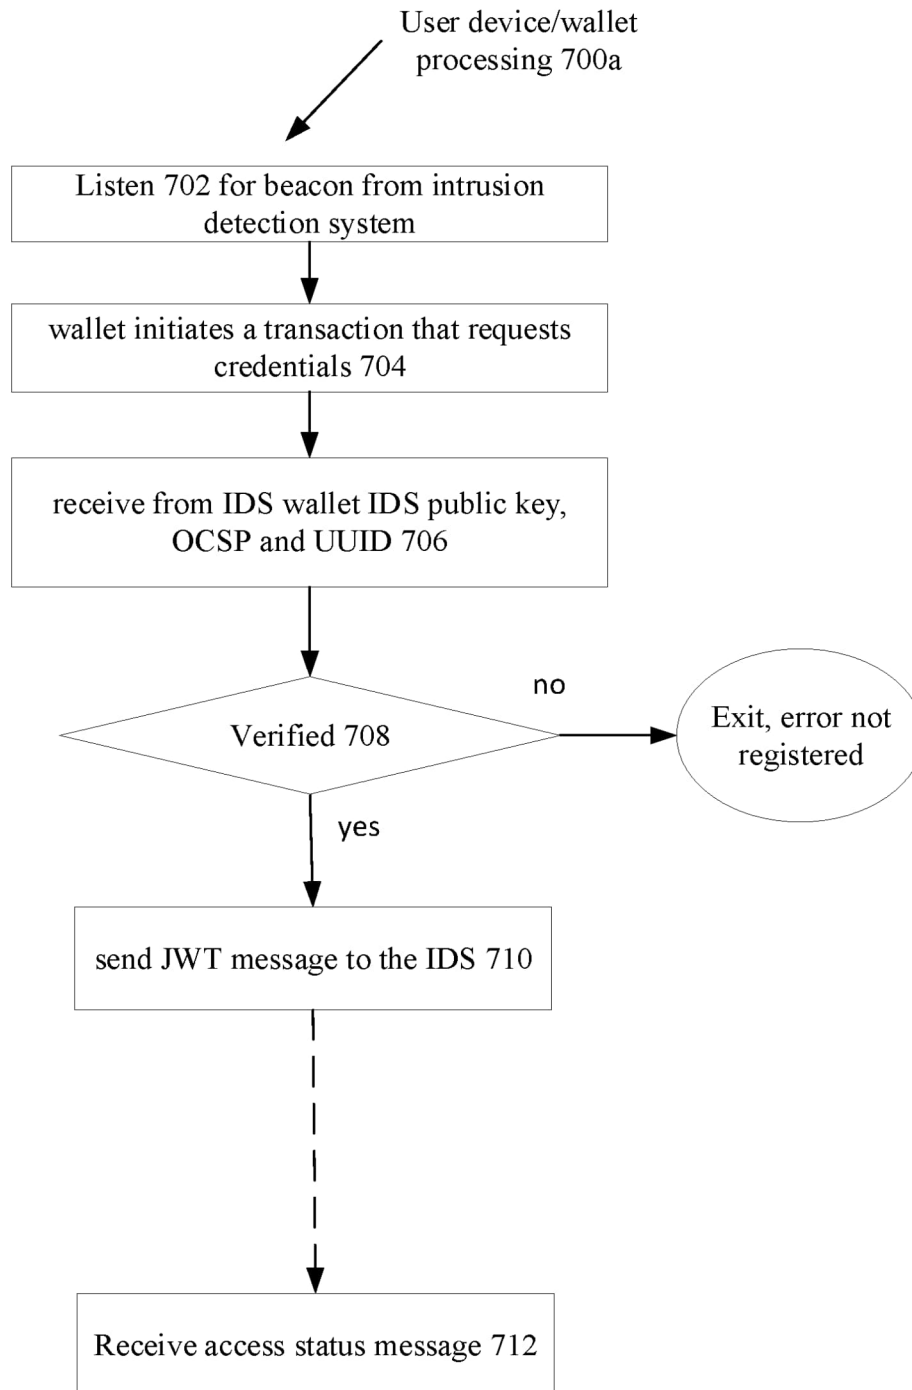 User device/wallet
processing 700a
Listen 702 for beacon from intrusion
detection system
wallet initiates a transaction that requests
credentials 704
receive from IDS wallet IDS public key,
OCSP and UUID 706
Verified 708
no
Exit, error not
registered
yes
send JWT message to the IDS 710
Receive access status message 712